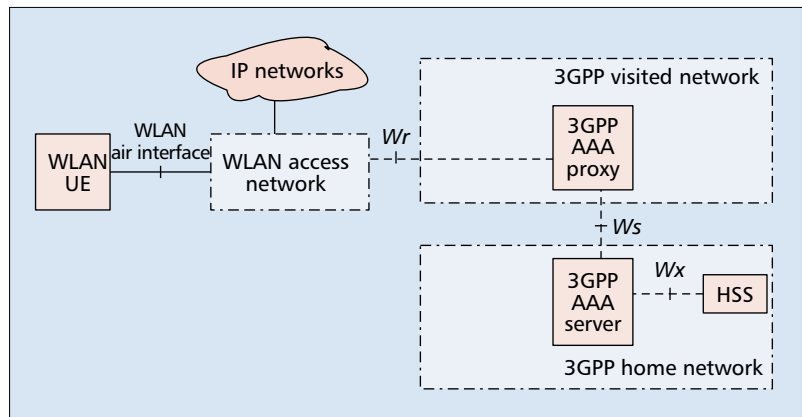 IP networks
3GPP visited network
WLAN
air interface
Wr
3GPP
AAA
proxy
WLAN
UE
WLAN access
network
Ws
3GPP
AAA
server
Wx
HSS
3GPP home network